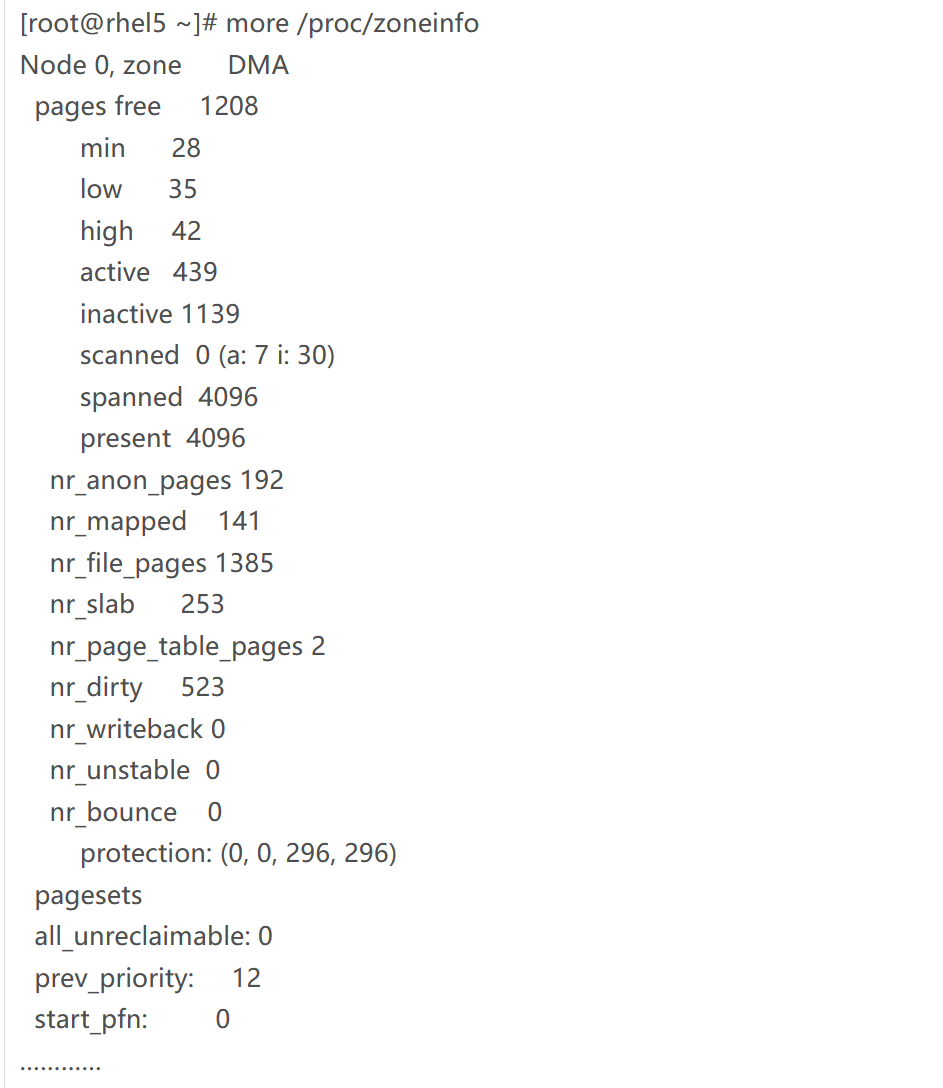 [root@rhel5 ~]# more /proc/zoneinfo
Node 0, zone      DMA
  pages free     1208
        min      28
        low      35
        high     42
        active   439
        inactive 1139
        scanned  0 (a: 7 i: 30)
        spanned  4096
        present  4096
    nr_anon_pages 192
    nr_mapped    141
    nr_file_pages 1385
    nr_slab      253
    nr_page_table_pages 2
    nr_dirty     523
    nr_writeback 0
    nr_unstable  0
    nr_bounce    0
        protection: (0, 0, 296, 296)
  pagesets
  all_unreclaimable: 0
  prev_priority:     12
  start_pfn:         0
............